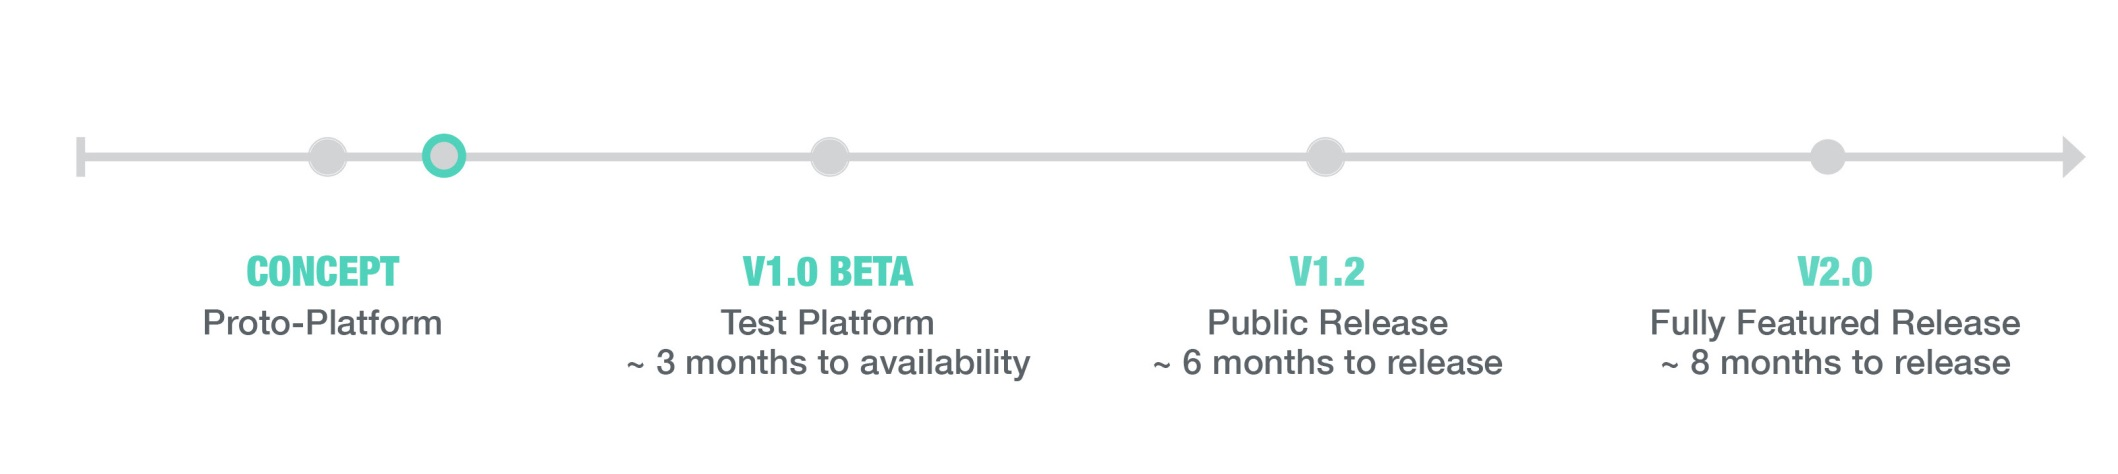 CONCEPT
Proto-Platform
V1.0 BETA
Test Platform
~ 3 months to availability
V1.2
Public Release
~ 6 months to release
V2.0
Fully Featured Release
~ 8 months to release